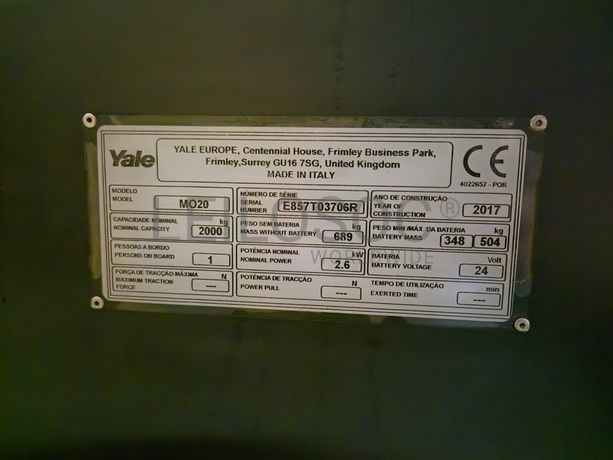 Yale
YALE EUROPE, Centennial House, Frimley Business Park,
Frimley,Surrey GU16 7SG, United Kingdom
MADE IN ITALY
CE
4022657 - POR
MODELO
MODEL
MO20
NÚMERO DE SÉRIE
SERIAL
NUMBER
E857T03706R
ANO DE CONSTRUÇÃO
YEAR OF
CONSTRUCTION
2017
CAPACIDADE NOMINAL kg
NOMINAL CAPACITY
2000
PESO SEM BATERIA kg
MASS WITHOUT BATTERY
689
PESO MIN /MÁX DA BATERIA kg
BATTERY MASS
348 504
PESSOAS A BORDO
PERSONS ON BOARD
1
POTÊNCIA NOMINAL kW
NOMINAL POWER
2.6
BATERIA Volt
BATTERY VOLTAGE
24
FORÇA DE TRACÇÃO MÁXIMA N
MAXIMUM TRACTION
FORCE
---
POTÊNCIA DE TRACÇÃO N
POWER PULL
---
TEMPO DE UTILIZAÇÃO min
EXERTED TIME
---
WORLDWIDE